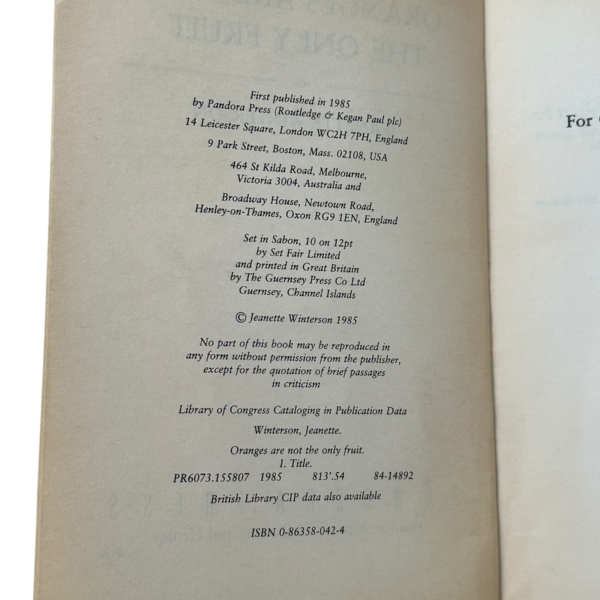 First published in 1985
by Pandora Press (Routledge & Kegan Paul plc)
14 Leicester Square, London WC2H 7PH, England
9 Park Street, Boston, Mass. 02108, USA
464 St Kilda Road, Melbourne,
Victoria 3004, Australia and
Broadway House, Newtown Road,
Henley-on-Thames, Oxon RG9 1EN, England
Set in Sabon, 10 on 12pt
by Set Fair Limited
and printed in Great Britain
by The Guernsey Press Co Ltd
Guernsey, Channel Islands
© Jeanette Winterson 1985
No part of this book may be reproduced in
any form without permission from the publisher,
except for the quotation of brief passages
in criticism
Library of Congress Cataloging in Publication Data
Winterson, Jeanette.
Oranges are not the only fruit.
I. Title.
PR6073.155807 1985 813'.54 84-14892
British Library CIP data also available
ISBN 0-86358-042-4
For